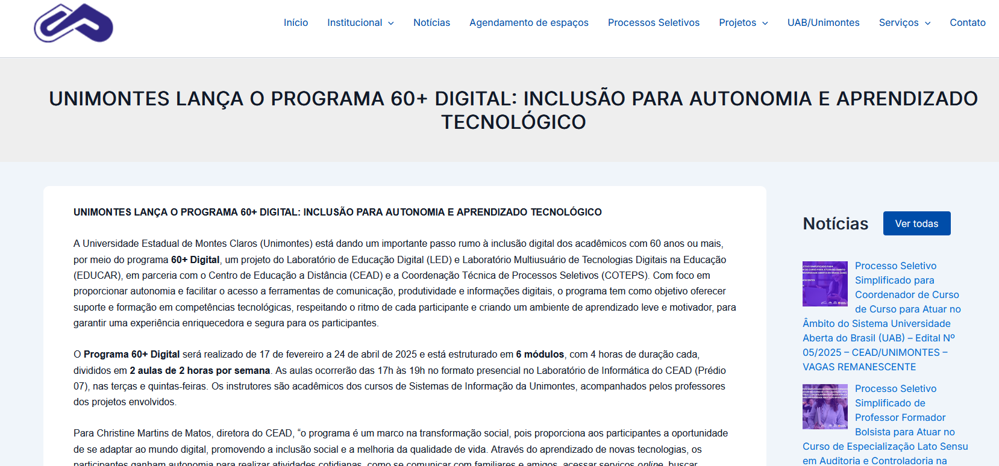 Início Institucional Notícias Agendamento de espaços Processos Seletivos Projetos UAB/Unimontes Serviços Contato
UNIMONTES LANÇA O PROGRAMA 60+ DIGITAL: INCLUSÃO PARA AUTONOMIA E APRENDIZADO
TECNOLÓGICO
UNIMONTES LANÇA O PROGRAMA 60+ DIGITAL: INCLUSÃO PARA AUTONOMIA E APRENDIZADO TECNOLÓGICO
A Universidade Estadual de Montes Claros (Unimontes) está dando um importante passo rumo à inclusão digital dos acadêmicos com 60 anos ou mais,
por meio do programa 60+ Digital, um projeto do Laboratório de Educação Digital (LED) e Laboratório Multiusuário de Tecnologias Digitais na Educação
(EDUCAR), em parceria com o Centro de Educação a Distância (CEAD) e a Coordenação Técnica de Processos Seletivos (COTEPS). Com foco em
proporcionar autonomia e facilitar o acesso a ferramentas de comunicação, produtividade e informações digitais, o programa tem como objetivo oferecer
suporte e formação em competências tecnológicas, respeitando o ritmo de cada participante e criando um ambiente de aprendizado leve e motivador, para
garantir uma experiência enriquecedora e segura para os participantes.
O Programa 60+ Digital será realizado de 17 de fevereiro a 24 de abril de 2025 e está estruturado em 6 módulos, com 4 horas de duração cada,
divididos em 2 aulas de 2 horas por semana. As aulas ocorrerão das 17h às 19h no formato presencial no Laboratório de Informática do CEAD (Prédio
07), nas terças e quintas-feiras. Os instrutores são acadêmicos dos cursos de Sistemas de Informação da Unimontes, acompanhados pelos professores
dos projetos envolvidos.
Para Christine Martins de Matos, diretora do CEAD, “o programa é um marco na transformação social, pois proporciona aos participantes a oportunidade
de se adaptar ao mundo digital, promovendo a inclusão social e a melhoria da qualidade de vida. Através do aprendizado de novas tecnologias, os
participantes ganham autonomia para realizar atividades cotidianas, como se comunicar com familiares e amigos, acessar serviços online, buscar
Notícias Ver todas
Processo Seletivo
Simplificado para
Coordenador de Curso
de Curso para Atuar no
Âmbito do Sistema Universidade
Aberta do Brasil (UAB) – Edital Nº
05/2025 – CEAD/UNIMONTES –
VAGAS REMANESCENTE
Processo Seletivo
Simplificado de
Professor Formador
Bolsista para Atuar no
Curso de Especialização Lato Sensu
em Auditoria e Controladoria na